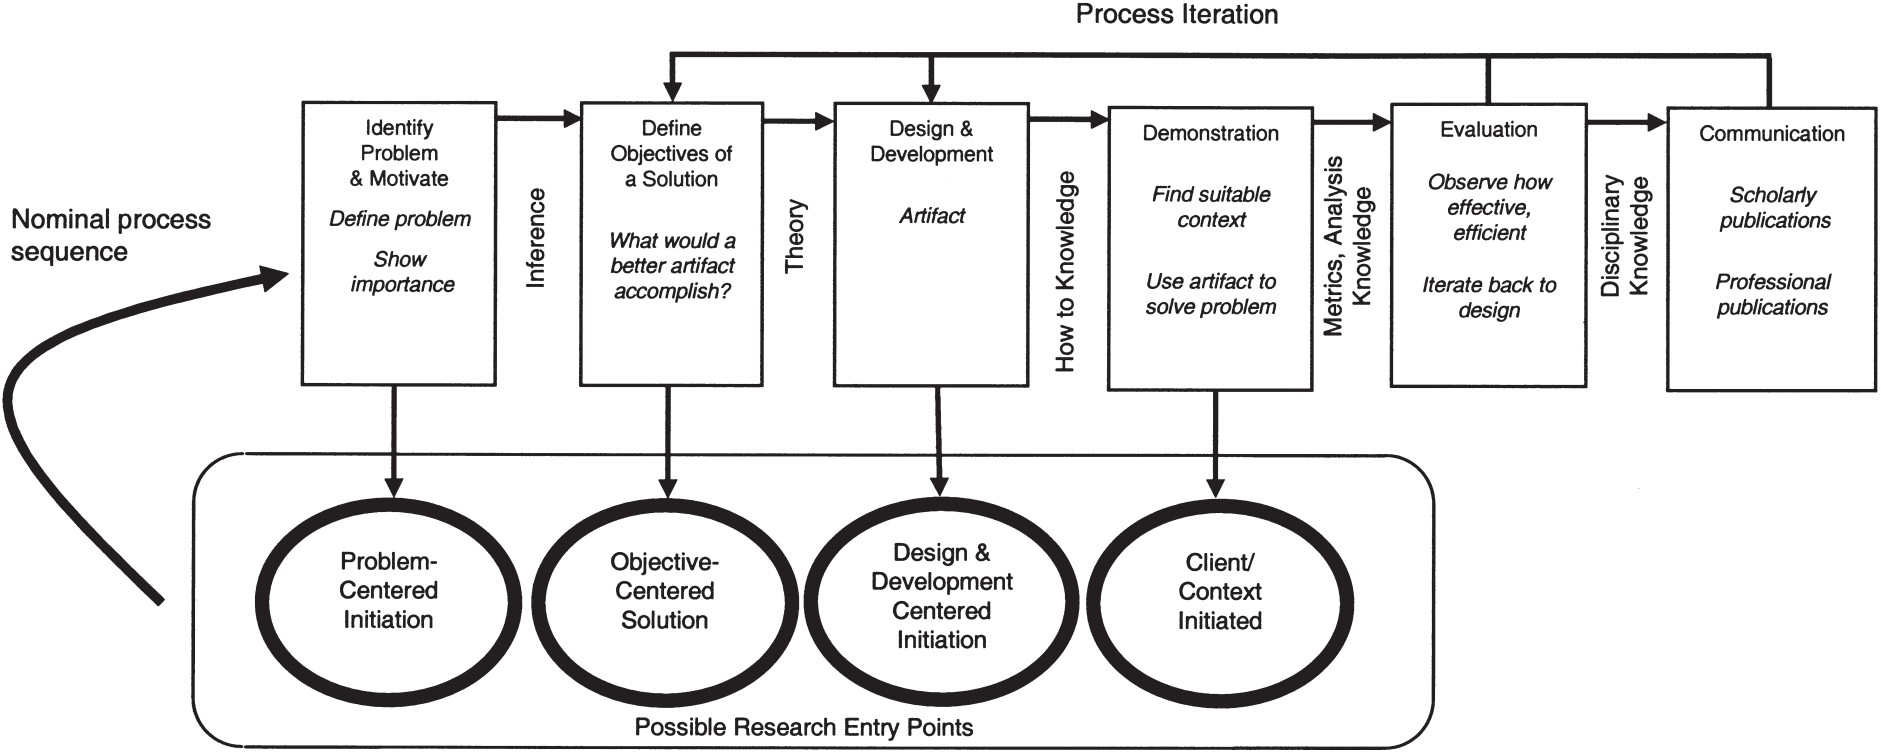 Process Iteration
Nominal process
sequence
Identify
Problem
& Motivate
Define problem
Show
importance
Inference
Define
Objectives of
a Solution
What would a
better artifact
accomplish?
Theory
Design &
Development
Artifact
How to Knowledge
Demonstration
Find suitable
context
Use artifact to
solve problem
Metrics, Analysis
Knowledge
Evaluation
Observe how
effective,
efficient
Iterate back to
design
Disciplinary
Knowledge
Communication
Scholarly
publications
Professional
publications
Problem-
Centered
Initiation
Objective-
Centered
Solution
Design &
Development
Centered
Initiation
Client/
Context
Initiated
Possible Research Entry Points